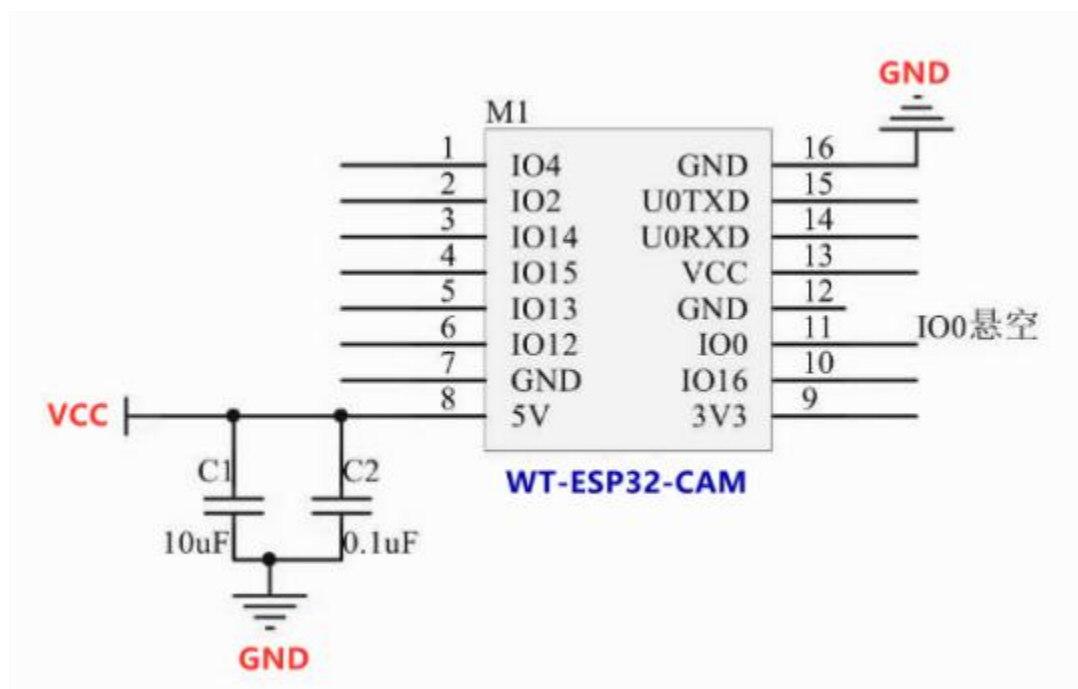 GND
M1
1 IO4 GND 16
2 IO2 U0TXD 15
3 IO14 U0RXD 14
4 IO15 VCC 13
5 IO13 GND 12
6 IO12 IO0 11 IO0悬空
7 GND IO16 10
VCC 8 5V 3V3 9
WT-ESP32-CAM
C1 C2
10uF 0.1uF
GND